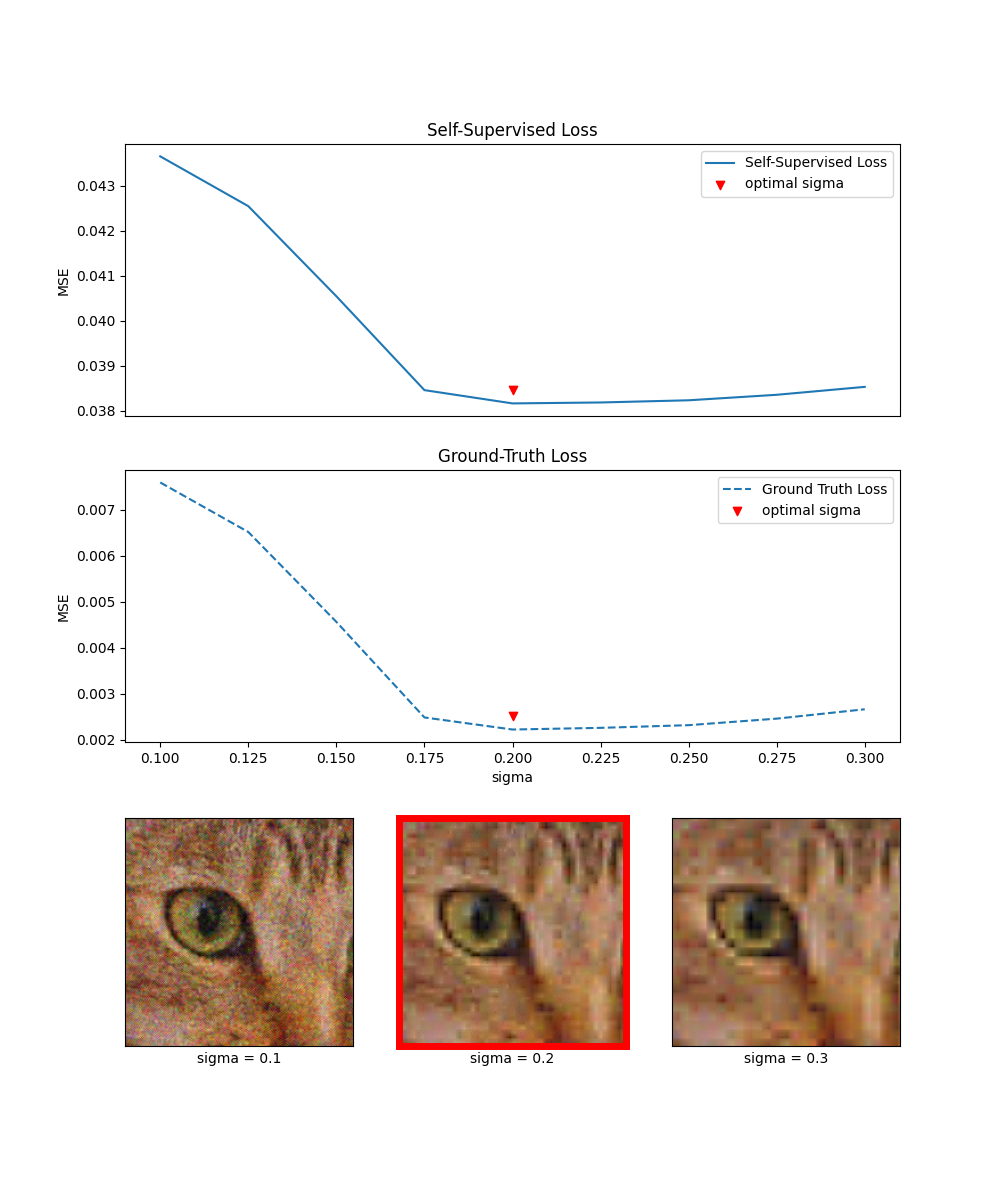 Self-Supervised Loss
Self-Supervised Loss
optimal sigma
0.043
0.042
0.041
0.040
0.039
0.038
MSE
Ground-Truth Loss
Ground Truth Loss
optimal sigma
0.007
0.006
0.005
0.004
0.003
0.002
MSE
0.100 0.125 0.150 0.175 0.200 0.225 0.250 0.275 0.300
sigma
sigma = 0.1 sigma = 0.2 sigma = 0.3